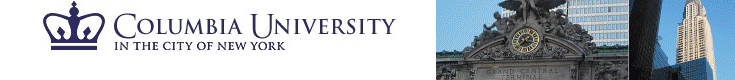 COLUMBIA UNIVERSITY
IN THE CITY OF NEW YORK